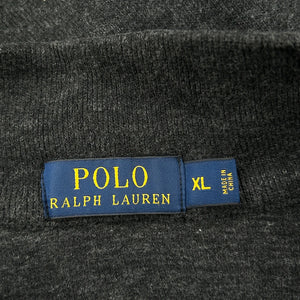 POLO
RALPH LAUREN
XL
MADE IN
CHINA